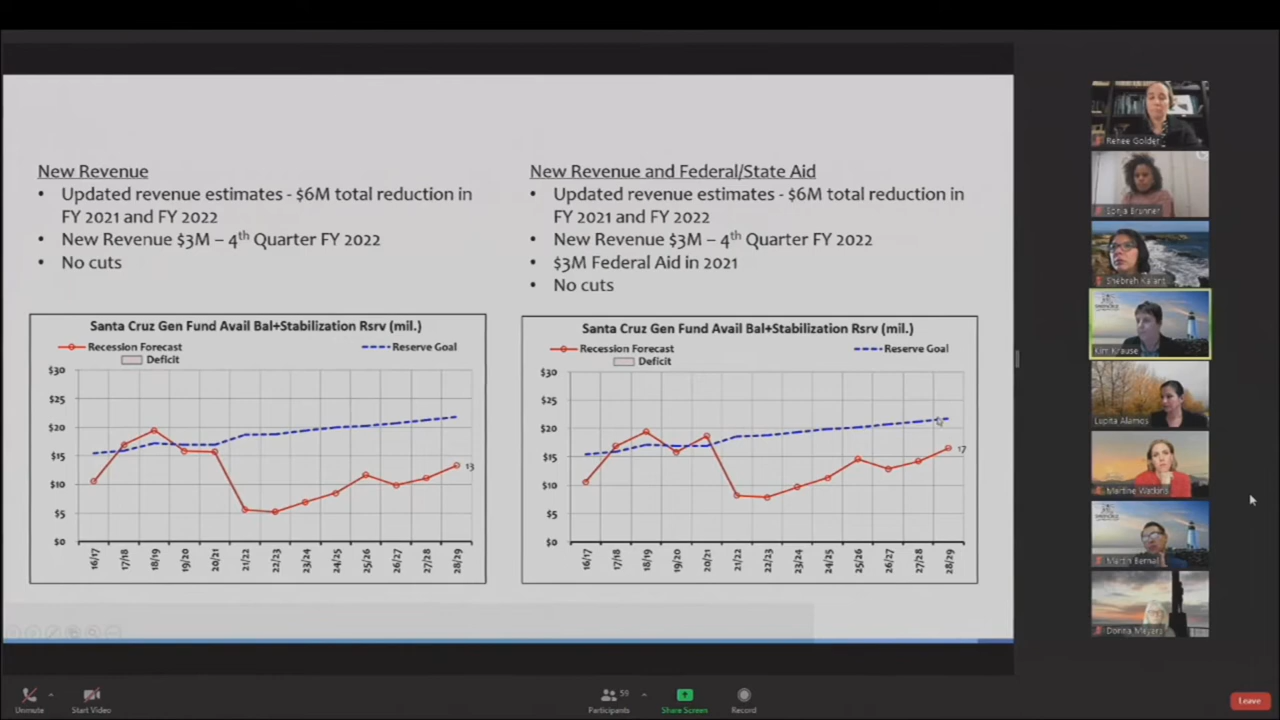 New Revenue
• Updated revenue estimates - $6M total reduction in
FY 2021 and FY 2022
• New Revenue $3M – 4th Quarter FY 2022
• No cuts
New Revenue and Federal/State Aid
• Updated revenue estimates - $6M total reduction in
FY 2021 and FY 2022
• New Revenue $3M – 4th Quarter FY 2022
• $3M Federal Aid in 2021
• No cuts
Santa Cruz Gen Fund Avail Bal+Stabilization Rsrv (mil.)
Recession Forecast
Reserve Goal
Deficit
$30
$25
$20
$15
$10
$5
$0
13
16/17 17/18 18/19 19/20 20/21 21/22 22/23 23/24 24/25 25/26 26/27 27/28 28/29
Santa Cruz Gen Fund Avail Bal+Stabilization Rsrv (mil.)
Recession Forecast
Reserve Goal
Deficit
$30
$25
$20
$15
$10
$5
$0
17
16/17 17/18 18/19 19/20 20/21 21/22 22/23 23/24 24/25 25/26 26/27 27/28 28/29
Renee Golder
Sonja Brunner
Shebreh Kalant
Kim Krause
Lupita Alamos
Martine Watkins
Martin Bernal
Donna Meyers
Unmute
Start Video
Participants
59
Share Screen
Record
Leave